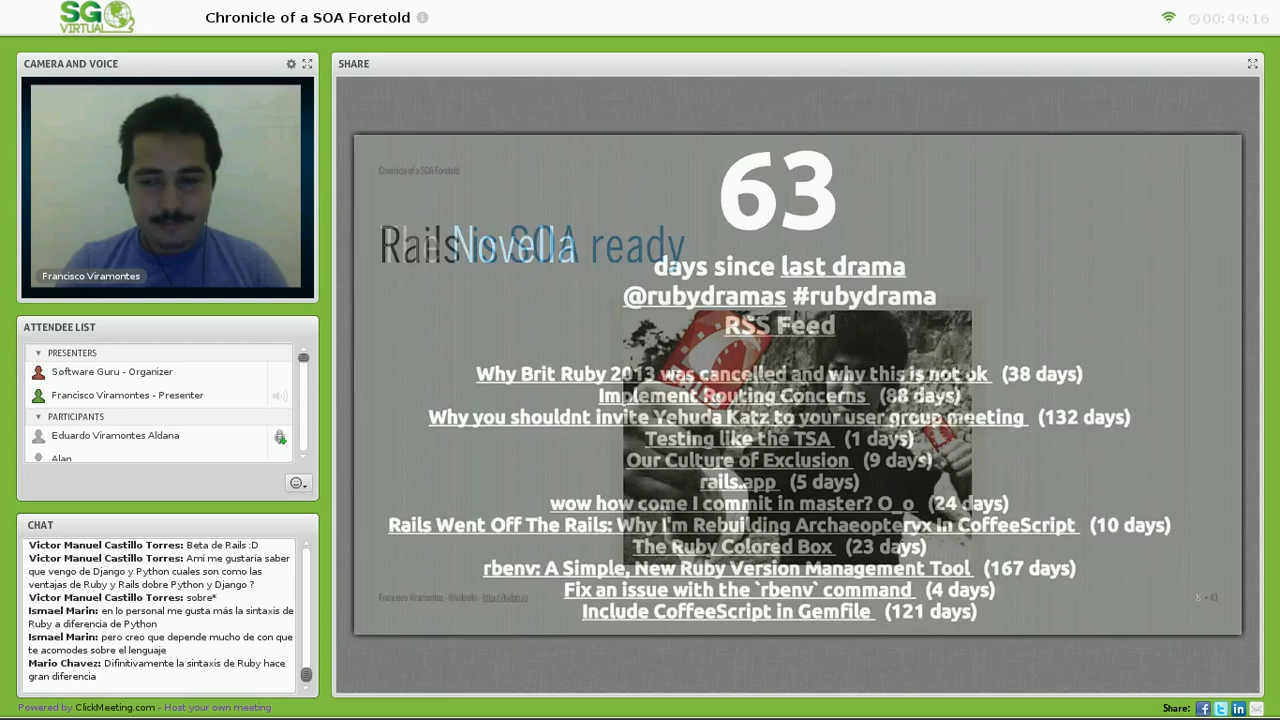 SG
VIRTUAL
Chronicle of a SOA Foretold
00:49:16
CAMERA AND VOICE
Francisco Viramontes
ATTENDEE LIST
PRESENTERS
Software Guru - Organizer
Francisco Viramontes - Presenter
PARTICIPANTS
Eduardo Viramontes Aldana
Alan
CHAT
Victor Manuel Castillo Torres: Beta de Rails :D
Victor Manuel Castillo Torres: Amí me gustaría saber
que vengo de Django y Python cuales son como las
ventajas de Ruby y Rails dobre Python y Django ?
Victor Manuel Castillo Torres: sobre*
Ismael Marin: en lo personal me gusta más la sintaxis de
Ruby a diferencia de Python
Ismael Marin: pero creo que depende mucho de con que
te acomodes sobre el lenguaje
Mario Chavez: Difinitivamente la sintaxis de Ruby hace
gran diferencia
SHARE
Chronicle of a SOA Foretold
Rails is SOA ready
Novella
63
days since last drama
@rubydramas #rubydrama
RSS Feed
Why Brit Ruby 2013 was cancelled and why this is not ok (38 days)
Implement Routing Concerns (88 days)
Why you shouldnt invite Yehuda Katz to your user group meeting (132 days)
Testing like the TSA (1 days)
Our Culture of Exclusion (9 days)
rails.app (5 days)
wow how come I commit in master? O_o (24 days)
Rails Went Off The Rails: Why I'm Rebuilding Archaeopteryx In CoffeeScript (10 days)
The Ruby Colored Box (23 days)
rbenv: A Simple, New Ruby Version Management Tool (167 days)
Fix an issue with the `rbenv` command (4 days)
Include CoffeeScript in Gemfile (121 days)
Powered by ClickMeeting.com - Host your own meeting
Share: